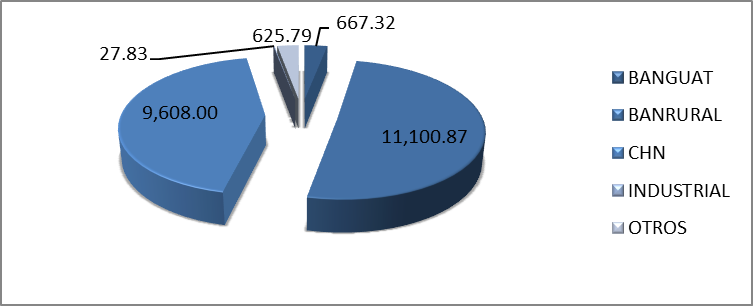 667.32
625.79
27.83
9,608.00
11,100.87
BANGUAT
BANRURAL
CHN
INDUSTRIAL
OTROS